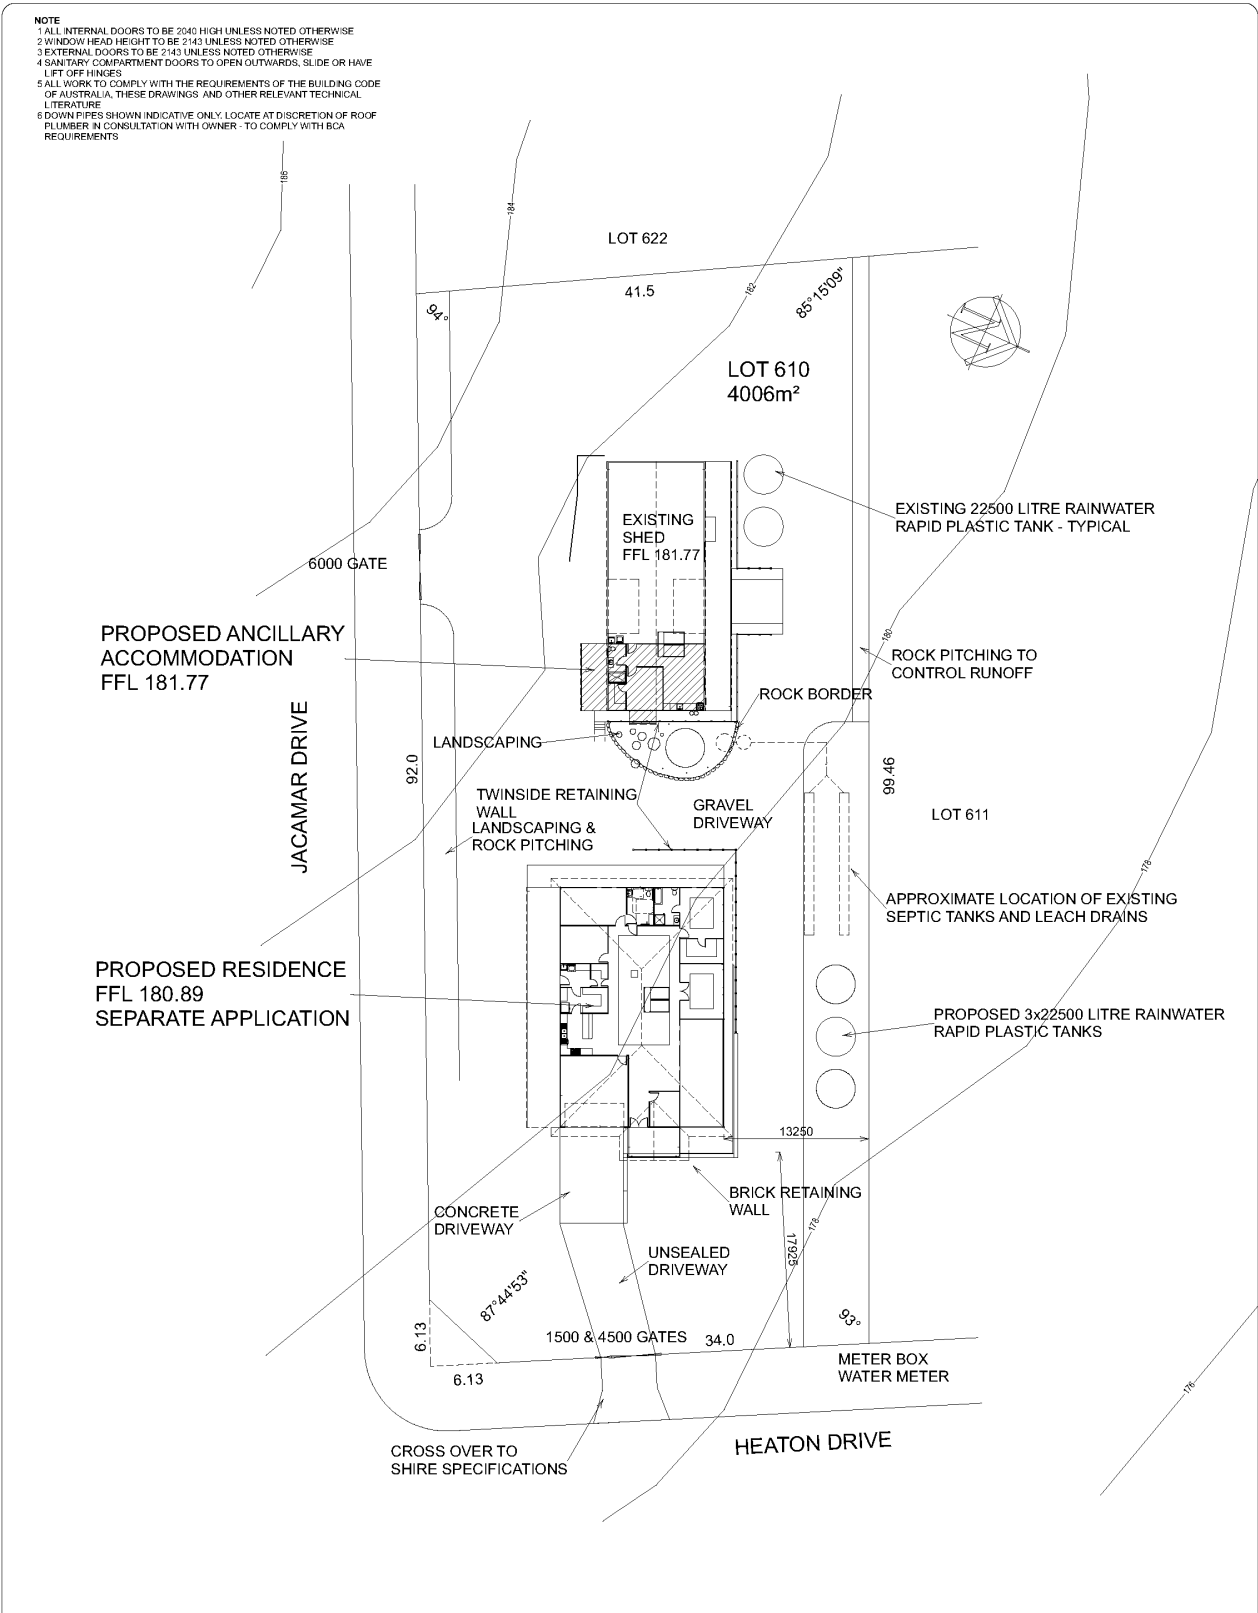 NOTE
1 ALL INTERNAL DOORS TO BE 2040 HIGH UNLESS NOTED OTHERWISE
2 WINDOW HEAD HEIGHT TO BE 2143 UNLESS NOTED OTHERWISE
3 EXTERNAL DOORS TO BE 2143 UNLESS NOTED OTHERWISE
4 SANITARY COMPARTMENT DOORS TO OPEN OUTWARDS, SLIDE OR HAVE
LIFT OFF HINGES
5 ALL WORK TO COMPLY WITH THE REQUIREMENTS OF THE BUILDING CODE
OF AUSTRALIA, THESE DRAWINGS AND OTHER RELEVANT TECHNICAL
LITERATURE
6 DOWN PIPES SHOWN INDICATIVE ONLY. LOCATE AT DISCRETION OF ROOF
PLUMBER IN CONSULTATION WITH OWNER - TO COMPLY WITH BCA
REQUIREMENTS
186
184
LOT 622
41.5
182
85°15'09"
94°
N
LOT 610
4006m²
EXISTING
SHED
FFL 181.77
EXISTING 22500 LITRE RAINWATER
RAPID PLASTIC TANK - TYPICAL
6000 GATE
PROPOSED ANCILLARY
ACCOMMODATION
FFL 181.77
180
ROCK PITCHING TO
CONTROL RUNOFF
ROCK BORDER
LANDSCAPING
JACAMAR DRIVE
92.0
99.46
TWINSIDE RETAINING
WALL
LANDSCAPING &
ROCK PITCHING
GRAVEL
DRIVEWAY
LOT 611
178
APPROXIMATE LOCATION OF EXISTING
SEPTIC TANKS AND LEACH DRAINS
PROPOSED RESIDENCE
FFL 180.89
SEPARATE APPLICATION
PROPOSED 3x22500 LITRE RAINWATER
RAPID PLASTIC TANKS
13250
BRICK RETAINING
WALL
178
CONCRETE
DRIVEWAY
17925
UNSEALED
DRIVEWAY
87°44'53"
93°
6.13
1500 & 4500 GATES
34.0
6.13
METER BOX
WATER METER
176
CROSS OVER TO
SHIRE SPECIFICATIONS
HEATON DRIVE